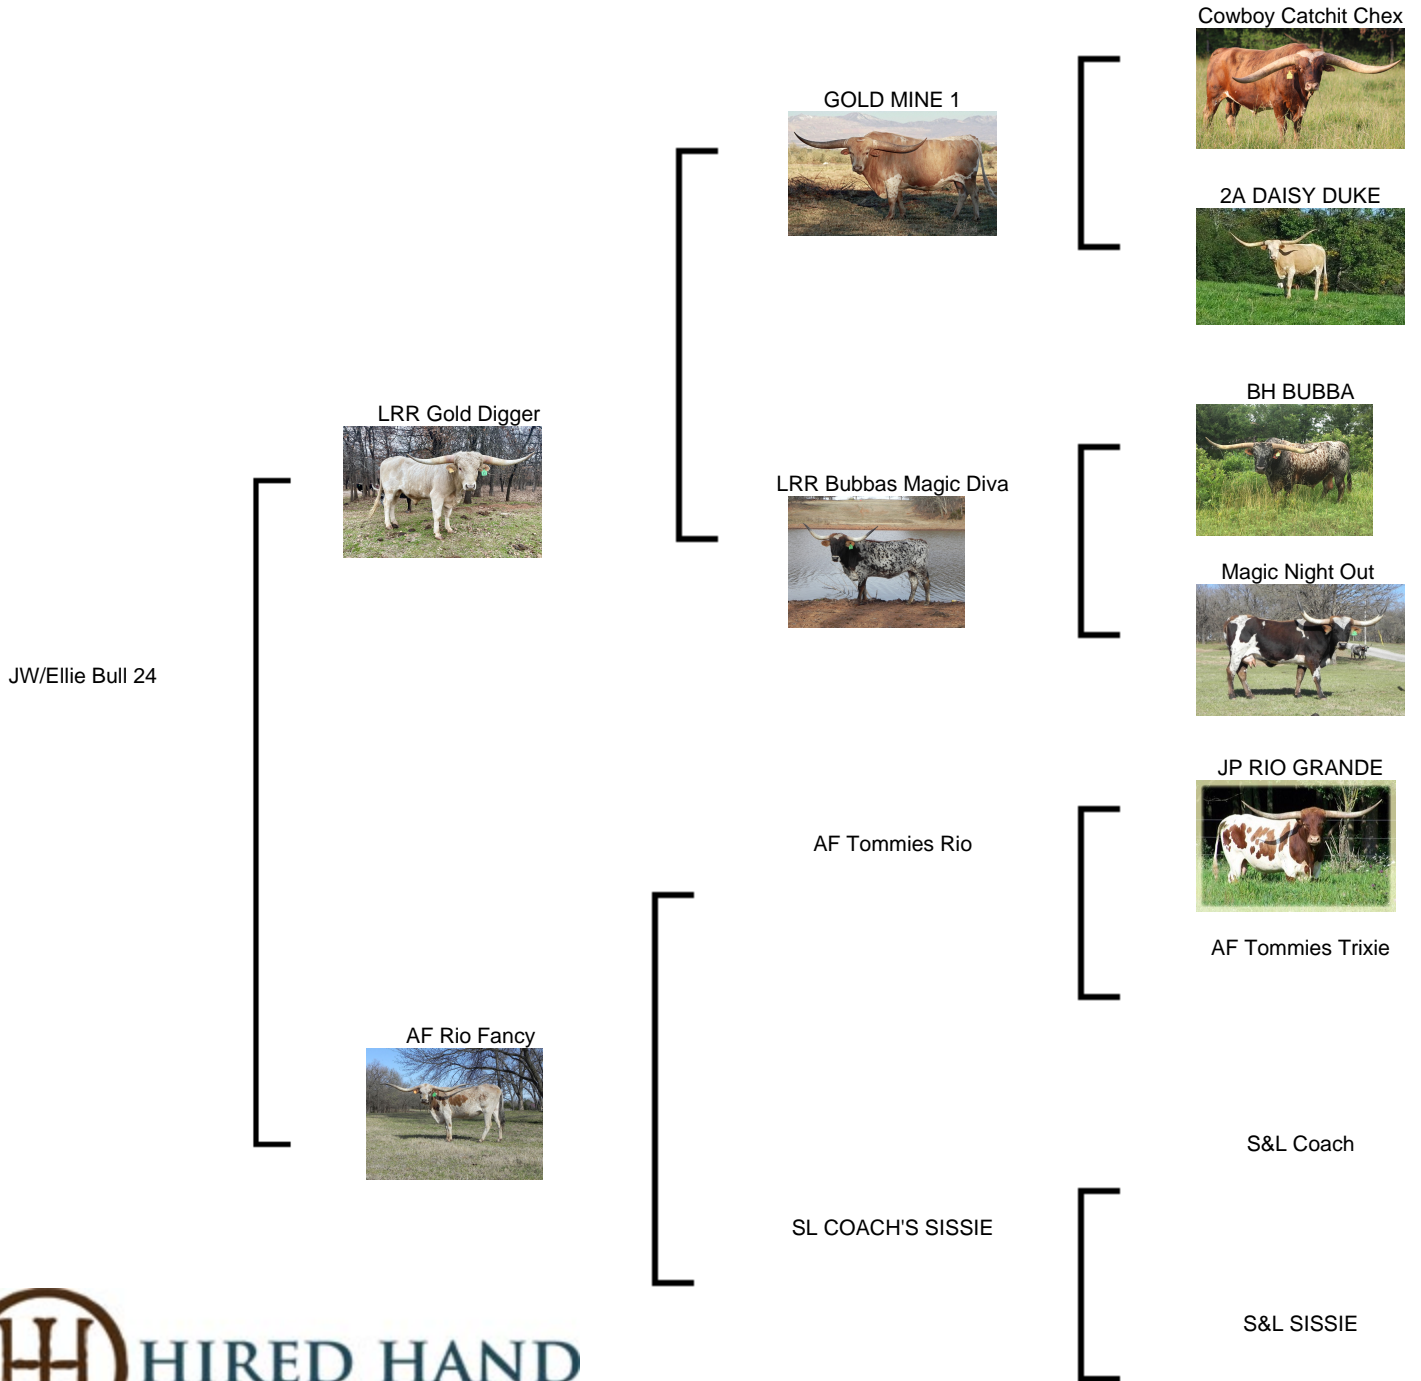 Cowboy Catchit Chex
GOLD MINE 1
2A DAISY DUKE
BH BUBBA
LRR Gold Digger
LRR Bubbas Magic Diva
Magic Night Out
JW/Ellie Bull 24
JP RIO GRANDE
AF Tommies Rio
AF Tommies Trixie
AF Rio Fancy
S&L Coach
SL COACH'S SISSIE
S&L SISSIE
HIRED HAND